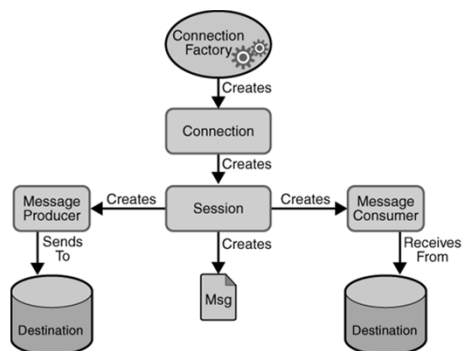 Connection
Factory
Creates
Connection
Creates
Message
Producer
Creates
Session
Creates
Message
Consumer
Sends
To
Creates
Receives
From
Msg
Destination
Destination